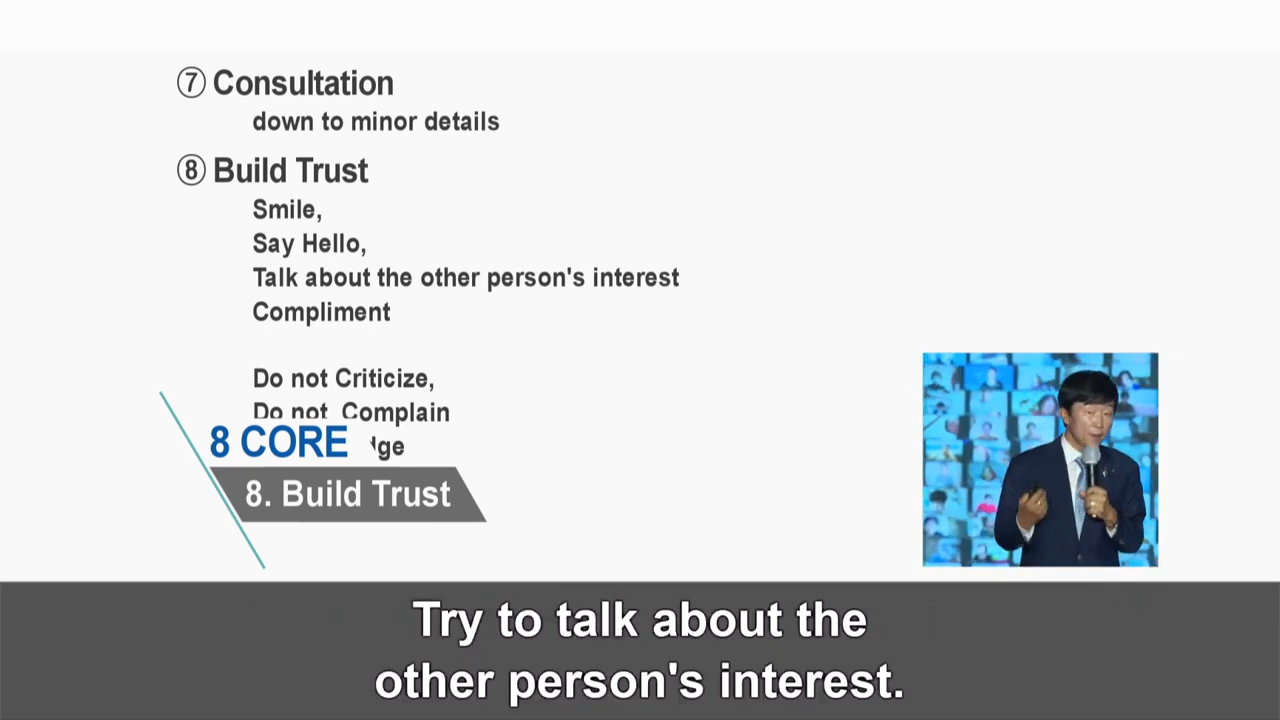 ⑦ Consultation
down to minor details
⑧ Build Trust
Smile,
Say Hello,
Talk about the other person's interest
Compliment
Do not Criticize,
Do not Complain
8 CORE
8. Build Trust
Try to talk about the
other person's interest.